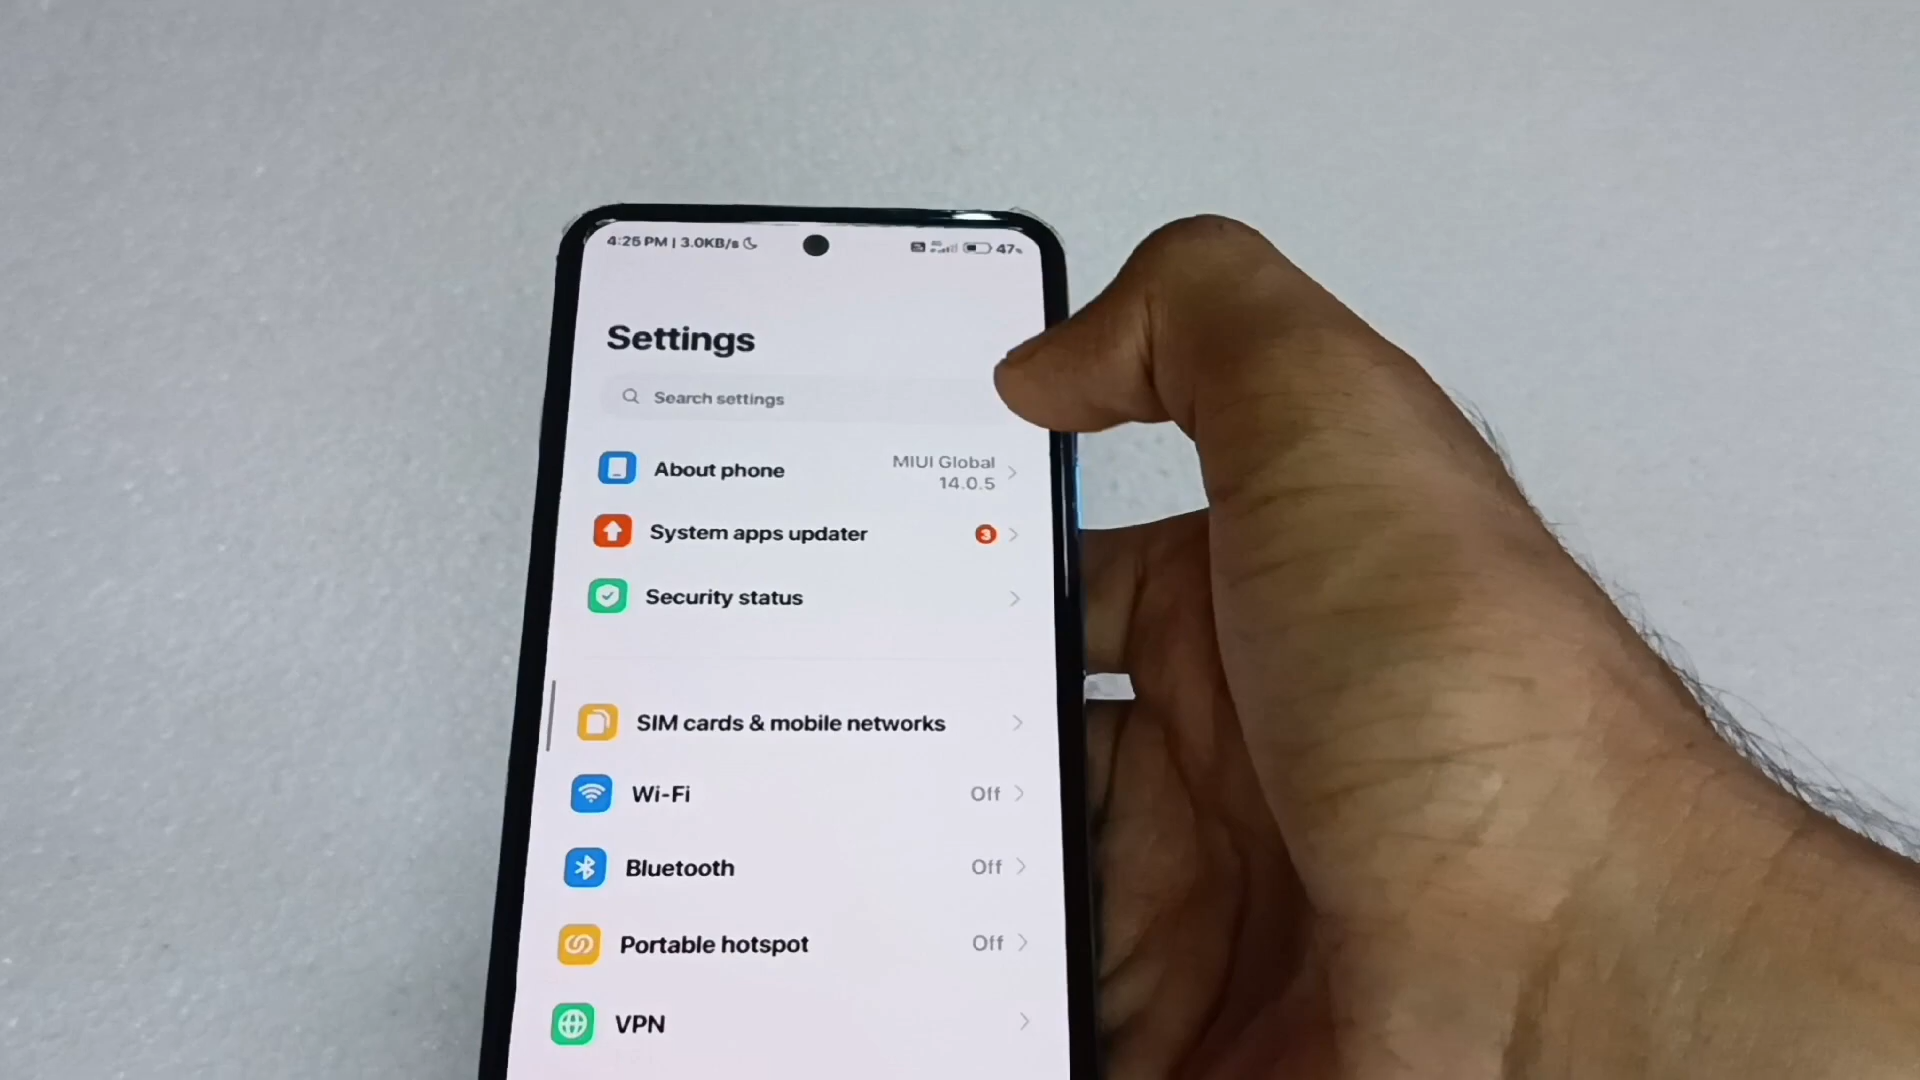 4:25 PM | 3.0KB/s
47%
Settings
Search settings
About phone
MIUI Global
14.0.5
System apps updater
3
Security status
SIM cards & mobile networks
Wi-Fi
Off
Bluetooth
Off
Portable hotspot
Off
VPN